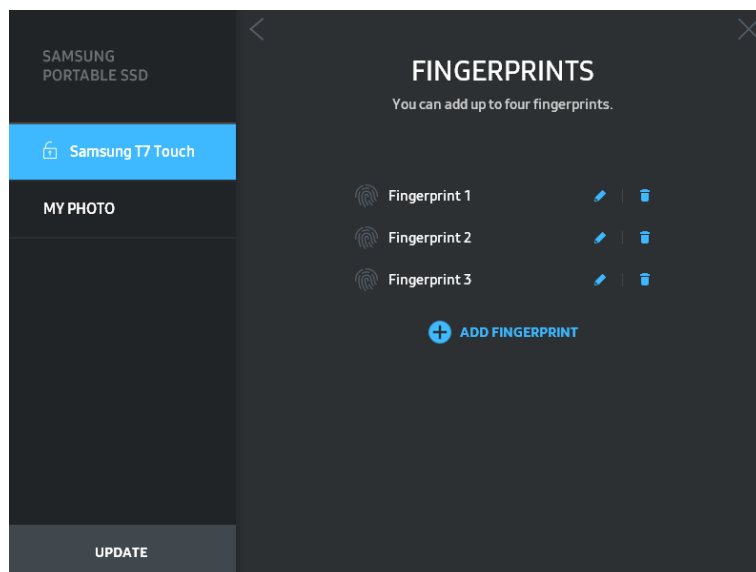 SAMSUNG
PORTABLE SSD
Samsung T7 Touch
MY PHOTO
UPDATE
FINGERPRINTS
You can add up to four fingerprints.
Fingerprint 1
Fingerprint 2
Fingerprint 3
ADD FINGERPRINT